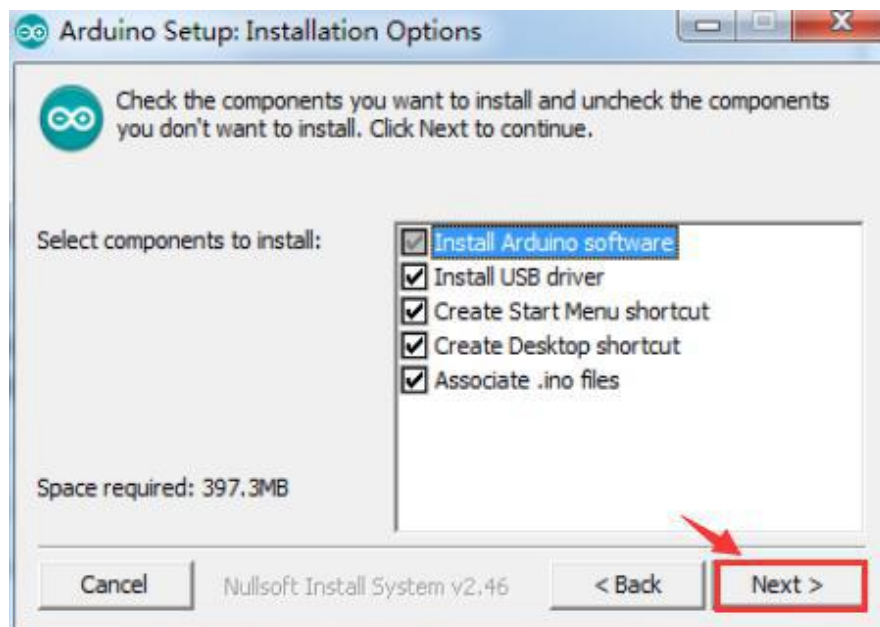 Arduino Setup: Installation Options
Check the components you want to install and uncheck the components
you don't want to install. Click Next to continue.
Select components to install:
Install Arduino software
Install USB driver
Create Start Menu shortcut
Create Desktop shortcut
Associate .ino files
Space required: 397.3MB
Cancel
Nullsoft Install System v2.46
< Back
Next >